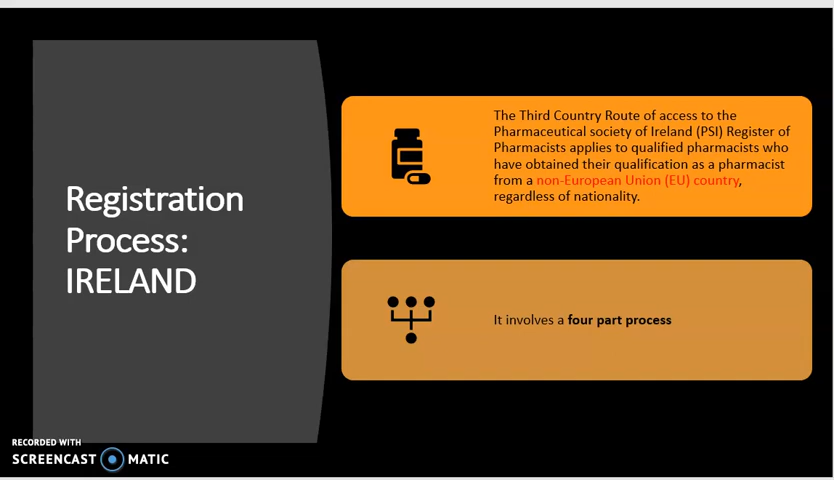 Registration
Process:
IRELAND
The Third Country Route of access to the
Pharmaceutical society of Ireland (PSI) Register of
Pharmacists applies to qualified pharmacists who
have obtained their qualification as a pharmacist
from a non-European Union (EU) country,
regardless of nationality.
It involves a four part process
RECORDED WITH
SCREENCAST MATIC